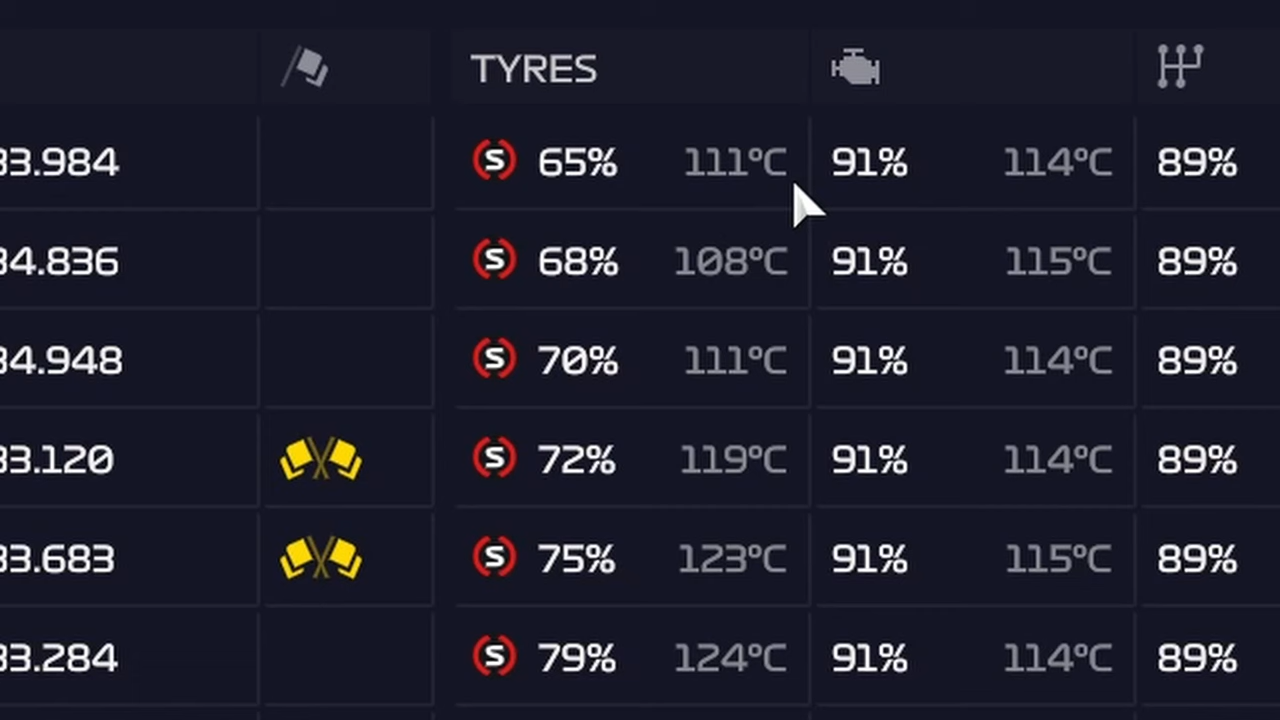 TYRES
33.984 S 65% 111°C 91% 114°C 89%
34.836 S 68% 108°C 91% 115°C 89%
34.948 S 70% 111°C 91% 114°C 89%
33.120 S 72% 119°C 91% 114°C 89%
33.683 S 75% 123°C 91% 115°C 89%
33.284 S 79% 124°C 91% 114°C 89%